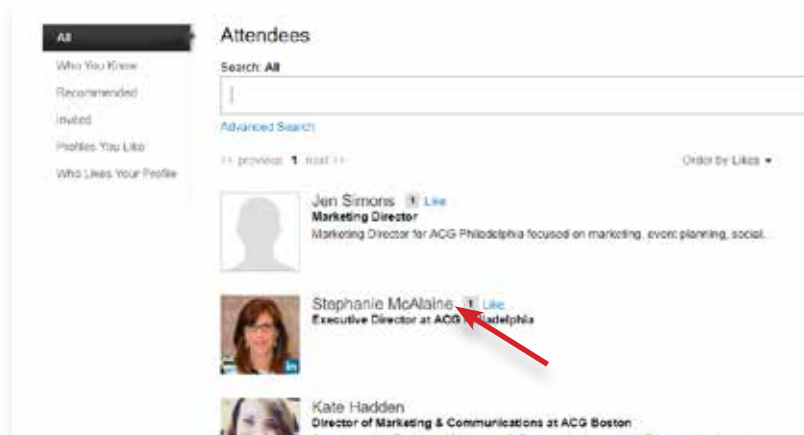 All
Who You Know
Recommended
Invited
Profiles You Like
Who Likes Your Profile
Attendees
Search: All
Advanced Search
<< previous 1 next >>
Order by Likes
Jen Simons 1 Like
Marketing Director
Marketing Director for ACG Philadelphia focused on marketing, event planning, social...
Stephanie McAlaine 1 Like
Executive Director at ACG Philadelphia
in
Kate Hadden
Director of Marketing & Communications at ACG Boston